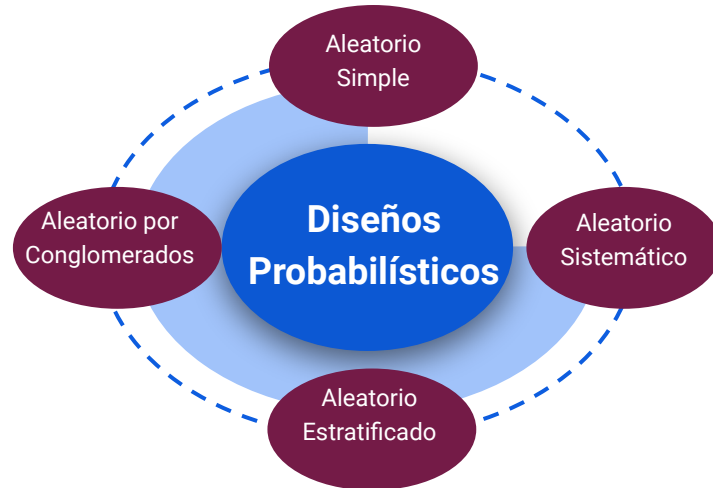 Aleatorio
Simple
Aleatorio por
Conglomerados
Diseños
Probabilísticos
Aleatorio
Sistemático
Aleatorio
Estratificado